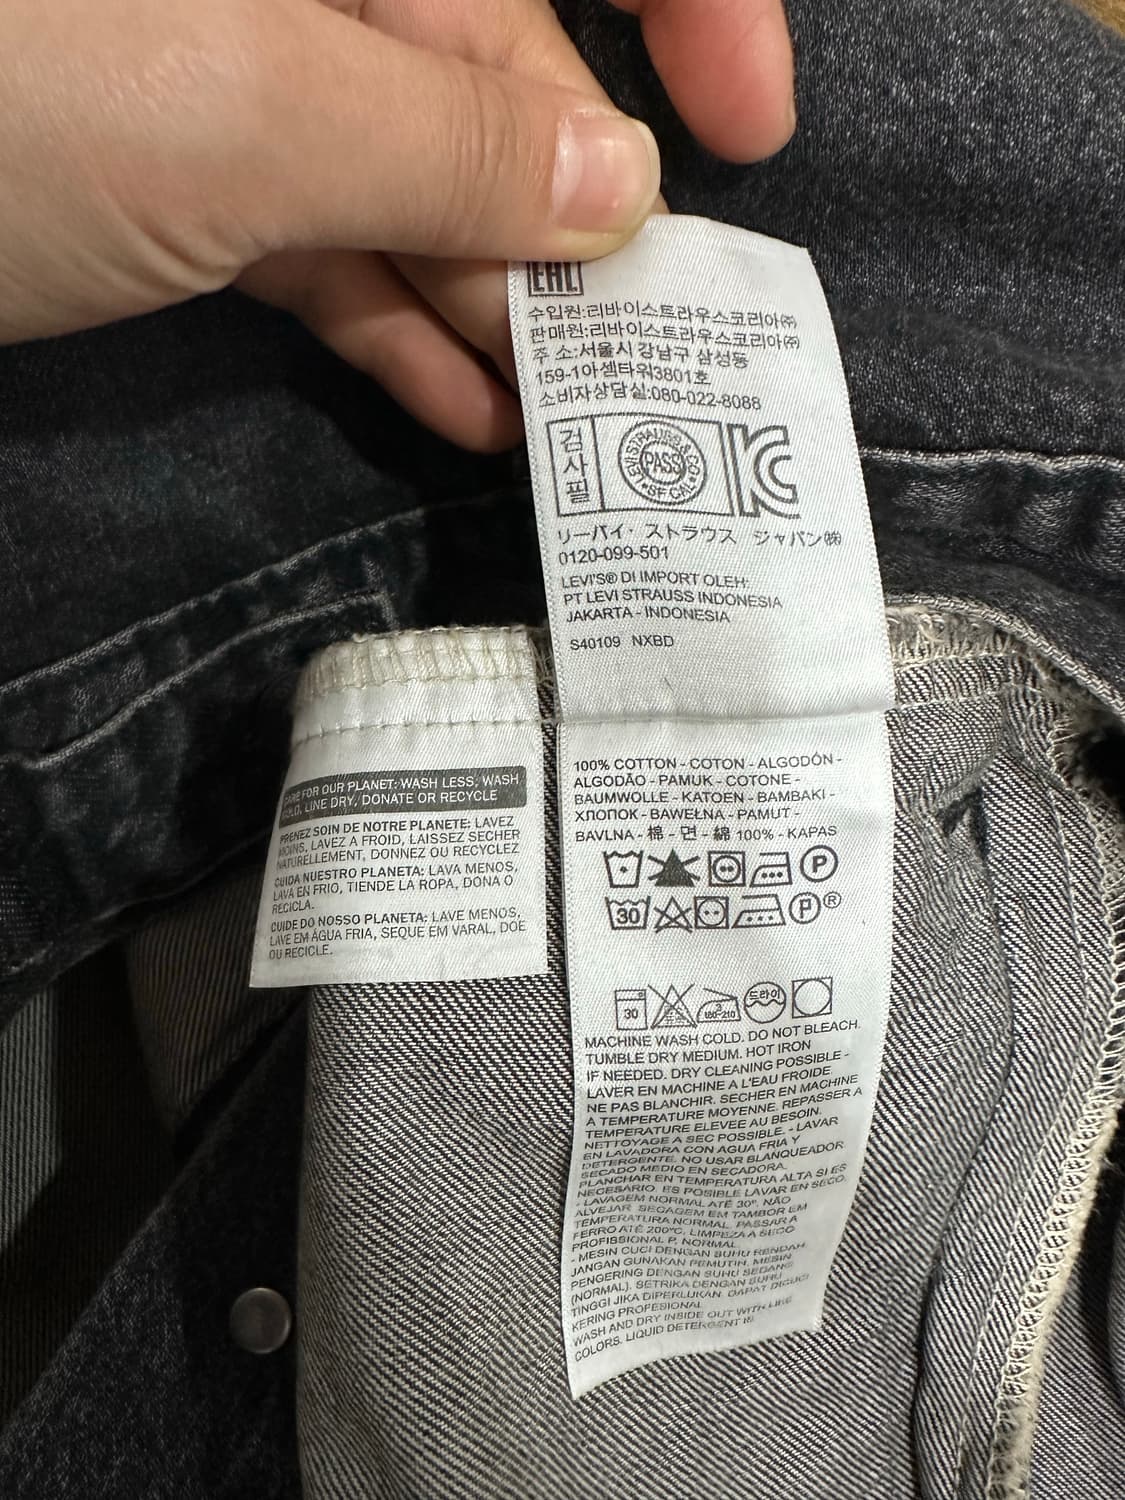 EAC
수입원:리바이스트라우스코리아㈜
판매원:리바이스트라우스코리아㈜
주 소:서울시 강남구 삼성동
159-1아셈타워3801호
소비자상담실:080-022-8088
검사필
LEVI STRAUSS & CO.
PASS
SF CAL
リーバイ・ストラウス ジャパン㈱
0120-099-501
LEVI'S® DI IMPORT OLEH:
PT LEVI STRAUSS INDONESIA
JAKARTA - INDONESIA
S40109 NXBD
CARE FOR OUR PLANET: WASH LESS, WASH
COLD, LINE DRY, DONATE OR RECYCLE
PRENEZ SOIN DE NOTRE PLANETE: LAVEZ
MOINS, LAVEZ A FROID, LAISSEZ SECHER
NATURELLEMENT, DONNEZ OU RECYCLEZ
CUIDA NUESTRO PLANETA: LAVA MENOS,
LAVA EN FRIO, TIENDE LA ROPA, DONA O
RECICLA.
CUIDE DO NOSSO PLANETA: LAVE MENOS,
LAVE EM ÁGUA FRIA, SEQUE EM VARAL, DOE
OU RECICLE.
100% COTTON - COTON - ALGODÓN -
ALGODÃO - PAMUK - COTONE -
BAUMWOLLE - KATOEN - BAMBAKI -
ХЛОПОК - BAWEŁNA - PAMUT -
BAVLNA - 棉 - 면 - 綿 100% - KAPAS
P
30 P ®
30 180~210 드라이
MACHINE WASH COLD. DO NOT BLEACH.
TUMBLE DRY MEDIUM. HOT IRON
IF NEEDED. DRY CLEANING POSSIBLE -
LAVER EN MACHINE A L'EAU FROIDE.
NE PAS BLANCHIR. SECHER EN MACHINE
A TEMPERATURE MOYENNE. REPASSER A
TEMPERATURE ELEVEE AU BESOIN.
NETTOYAGE A SEC POSSIBLE. - LAVAR
EN LAVADORA CON AGUA FRIA Y
DETERGENTE. NO USAR BLANQUEADOR.
SECADO MEDIO EN SECADORA.
PLANCHAR EN TEMPERATURA ALTA SI ES
NECESARIO. ES POSIBLE LAVAR EN SECO.
- LAVAGEM NORMAL ATÉ 30º. NÃO
ALVEJAR. SECAGEM EM TAMBOR EM
TEMPERATURA NORMAL. PASSAR A
FERRO ATÉ 200ºC. LIMPEZA A SECO
PROFISSIONAL P, NORMAL.
- MESIN CUCI DENGAN SUHU RENDAH.
JANGAN GUNAKAN PEMUTIH. MESIN
PENGERING DENGAN SUHU SEDANG
(NORMAL). SETRIKA DENGAN SUHU
TINGGI JIKA DIPERLUKAN. DAPAT DICUCI
KERING PROFESIONAL.
WASH AND DRY INSIDE OUT WITH LIKE
COLORS. LIQUID DETERGENT IS